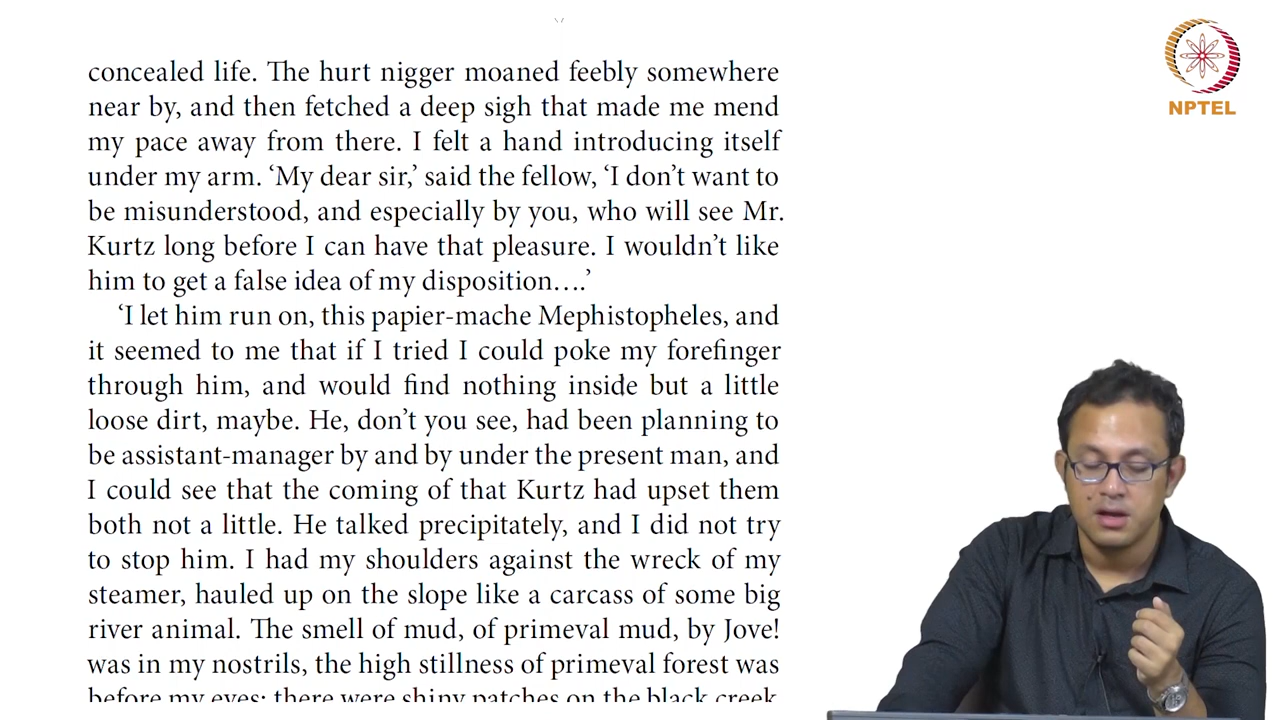 concealed life. The hurt nigger moaned feebly somewhere
near by, and then fetched a deep sigh that made me mend
my pace away from there. I felt a hand introducing itself
under my arm. ‘My dear sir,’ said the fellow, ‘I don’t want to
be misunderstood, and especially by you, who will see Mr.
Kurtz long before I can have that pleasure. I wouldn’t like
him to get a false idea of my disposition….’
‘I let him run on, this papier-mache Mephistopheles, and
it seemed to me that if I tried I could poke my forefinger
through him, and would find nothing inside but a little
loose dirt, maybe. He, don’t you see, had been planning to
be assistant-manager by and by under the present man, and
I could see that the coming of that Kurtz had upset them
both not a little. He talked precipitately, and I did not try
to stop him. I had my shoulders against the wreck of my
steamer, hauled up on the slope like a carcass of some big
river animal. The smell of mud, of primeval mud, by Jove!
was in my nostrils, the high stillness of primeval forest was
before my eyes; there were shiny patches on the black creek.
NPTEL